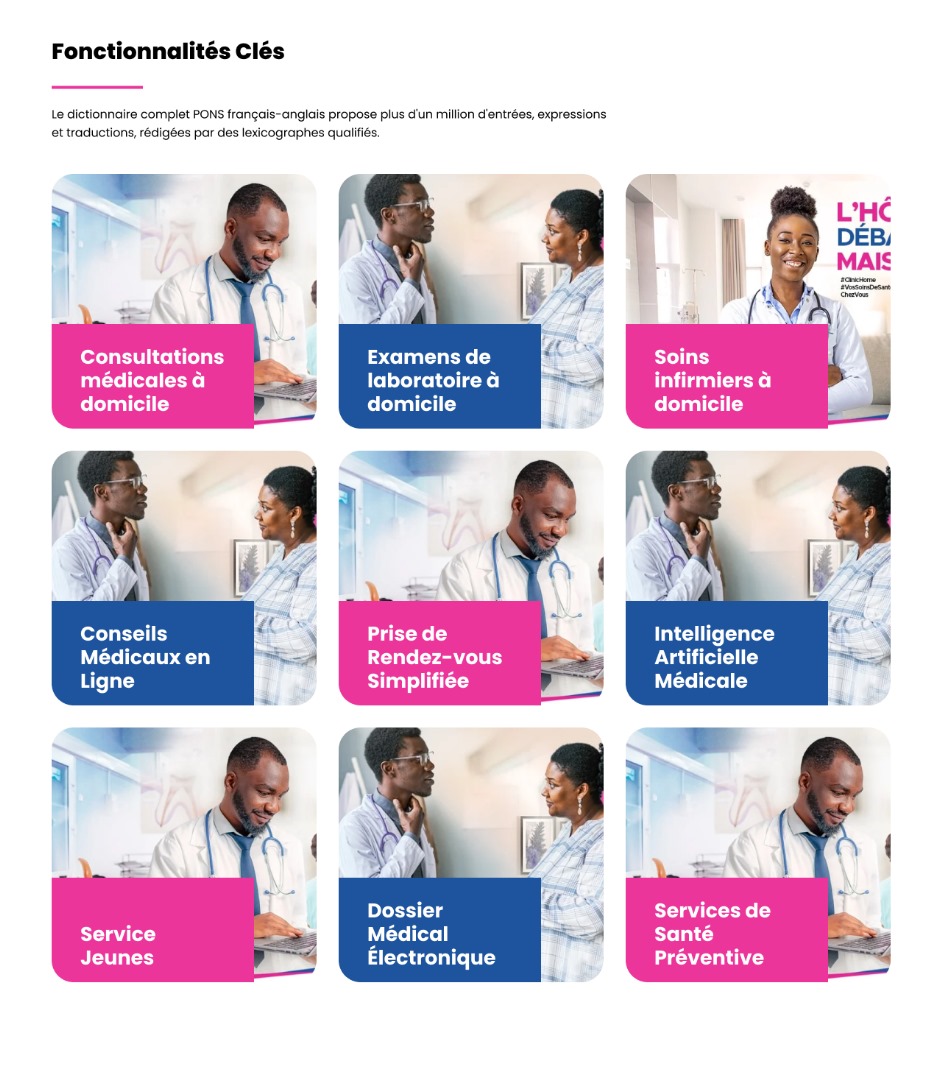 Fonctionnalités Clés
Le dictionnaire complet PONS français-anglais propose plus d'un million d'entrées, expressions
et traductions, rédigées par des lexicographes qualifiés.
L'HÔ
DÉBA
MAIS
#ClinicHome
#VosSoinsDeSanté
ChezVous
Consultations
médicales à
domicile
Examens de
laboratoire à
domicile
Soins
infirmiers à
domicile
Conseils
Médicaux en
Ligne
Prise de
Rendez-vous
Simplifiée
Intelligence
Artificielle
Médicale
Service
Jeunes
Dossier
Médical
Électronique
Services de
Santé
Préventive